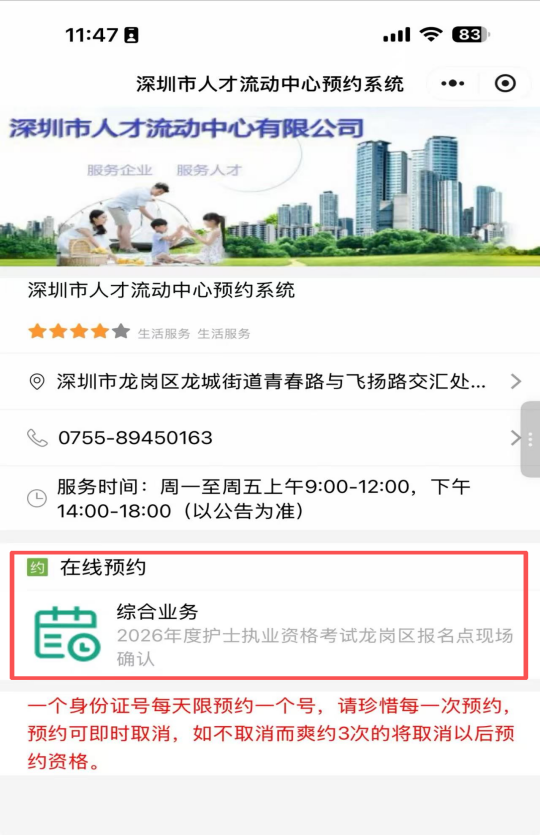 11:47
83
深圳市人才流动中心预约系统
深圳市人才流动中心有限公司
服务企业 服务人才
深圳市人才流动中心预约系统
生活服务 生活服务
深圳市龙岗区龙城街道青春路与飞扬路交汇处...
0755-89450163
服务时间：周一至周五上午9:00-12:00，下午
14:00-18:00（以公告为准）
约 在线预约
综合业务
2026年度护士执业资格考试龙岗区报名点现场
确认
一个身份证号每天限预约一个号，请珍惜每一次预约，
预约可即时取消，如不取消而爽约3次的将取消以后预
约资格。